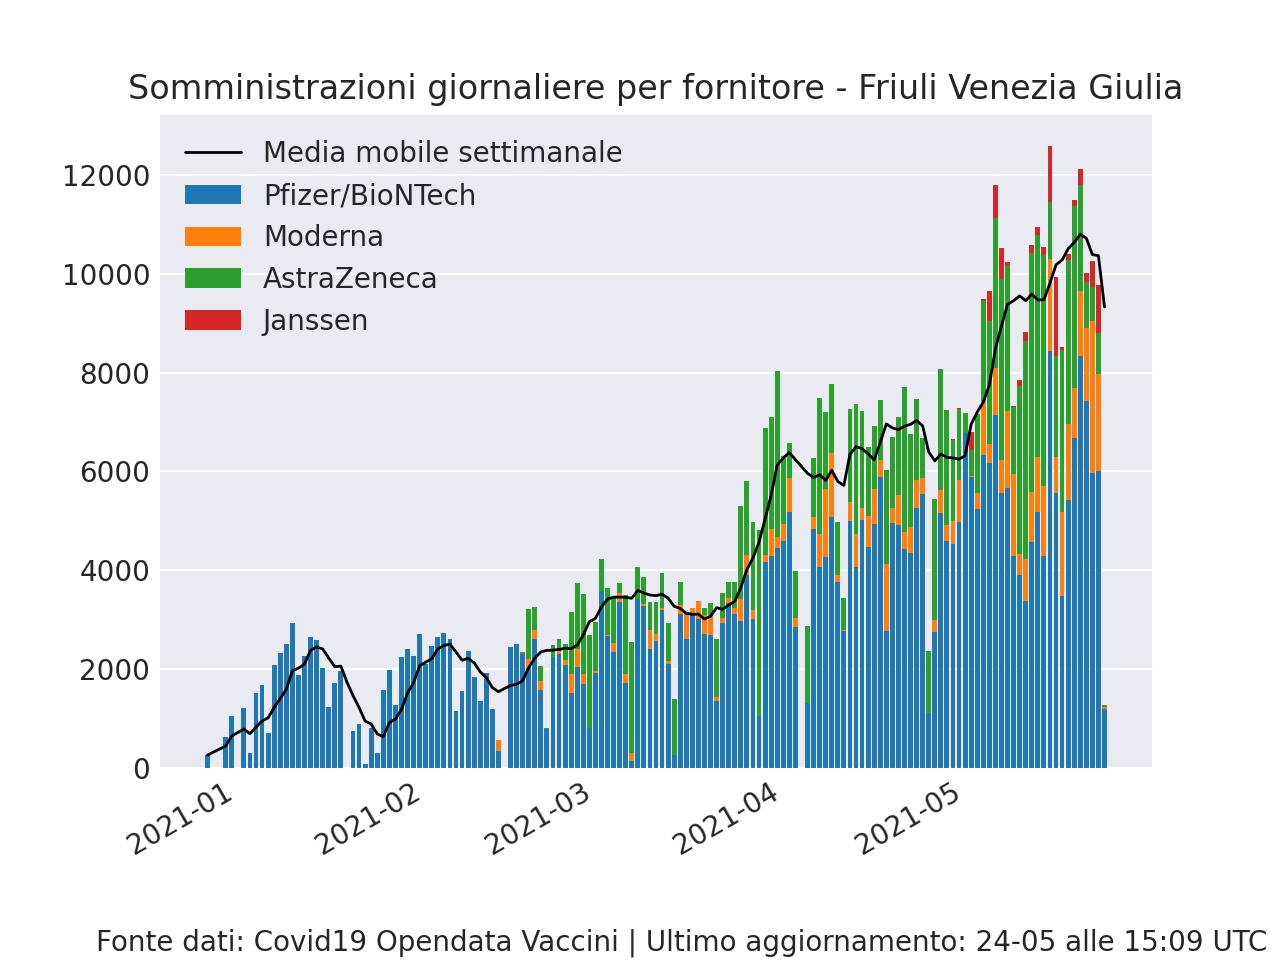 Somministrazioni giornaliere per fornitore - Friuli Venezia Giulia
Media mobile settimanale
Pfizer/BioNTech
Moderna
AstraZeneca
Janssen
12000
10000
8000
6000
4000
2000
0
2021-01
2021-02
2021-03
2021-04
2021-05
Fonte dati: Covid19 Opendata Vaccini | Ultimo aggiornamento: 24-05 alle 15:09 UTC